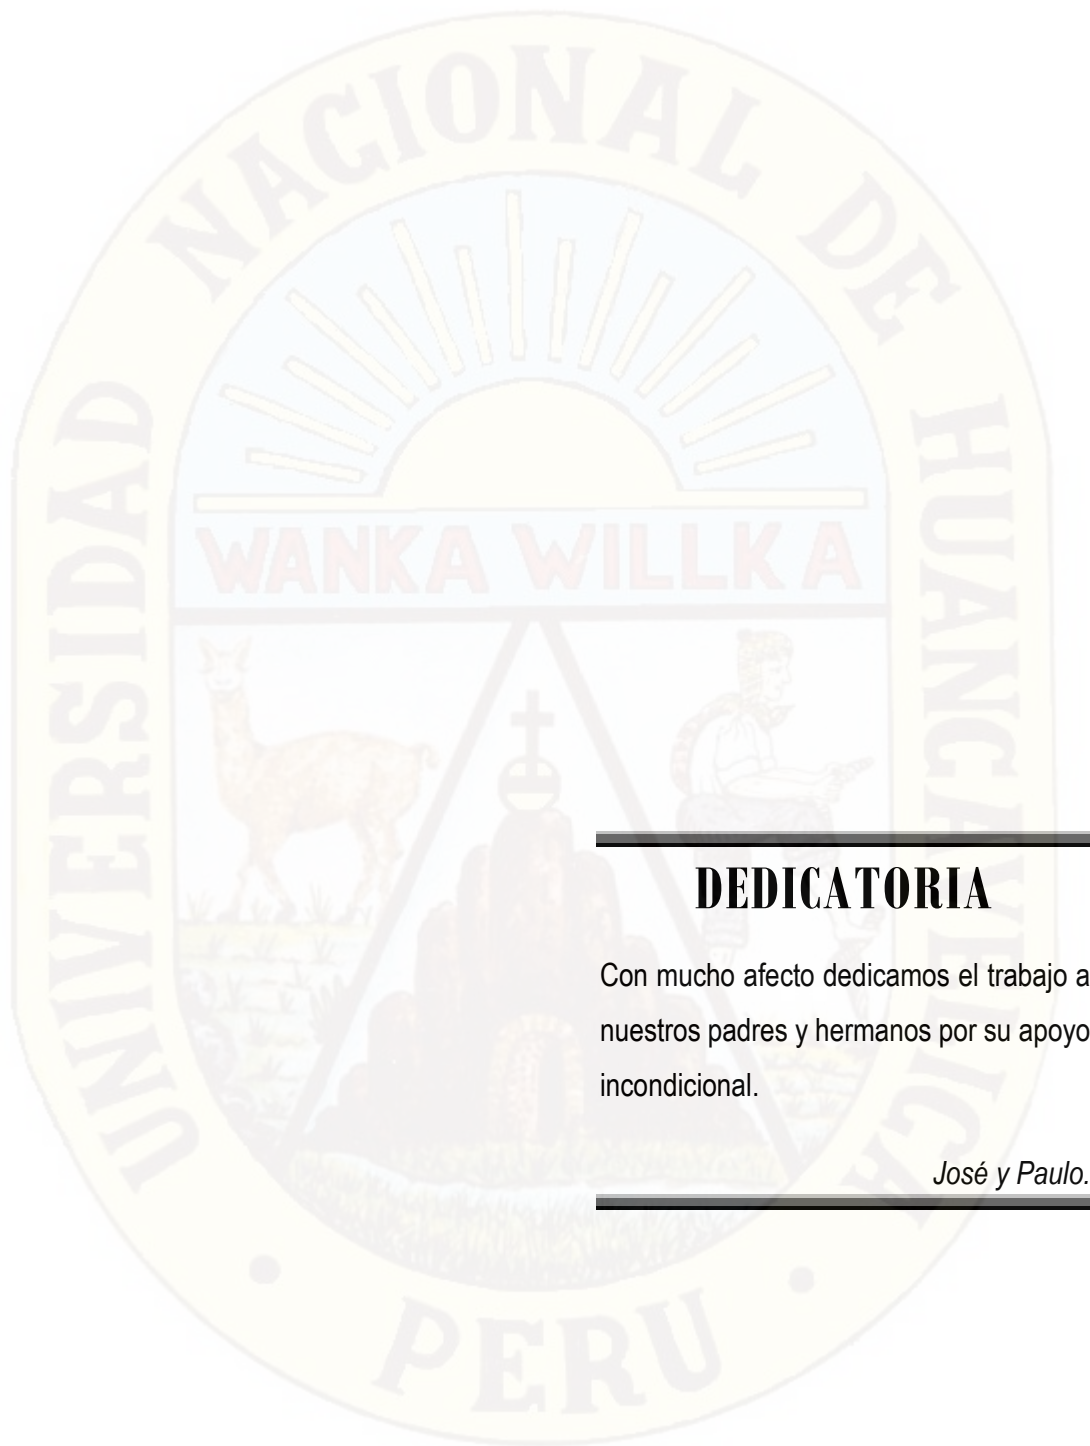 UNIVERSIDAD NACIONAL DE HUANCAVELICA
WANKA WILLKA
DEDICATORIA
Con mucho afecto dedicamos el trabajo a
nuestros padres y hermanos por su apoyo
incondicional.
José y Paulo.
PERU